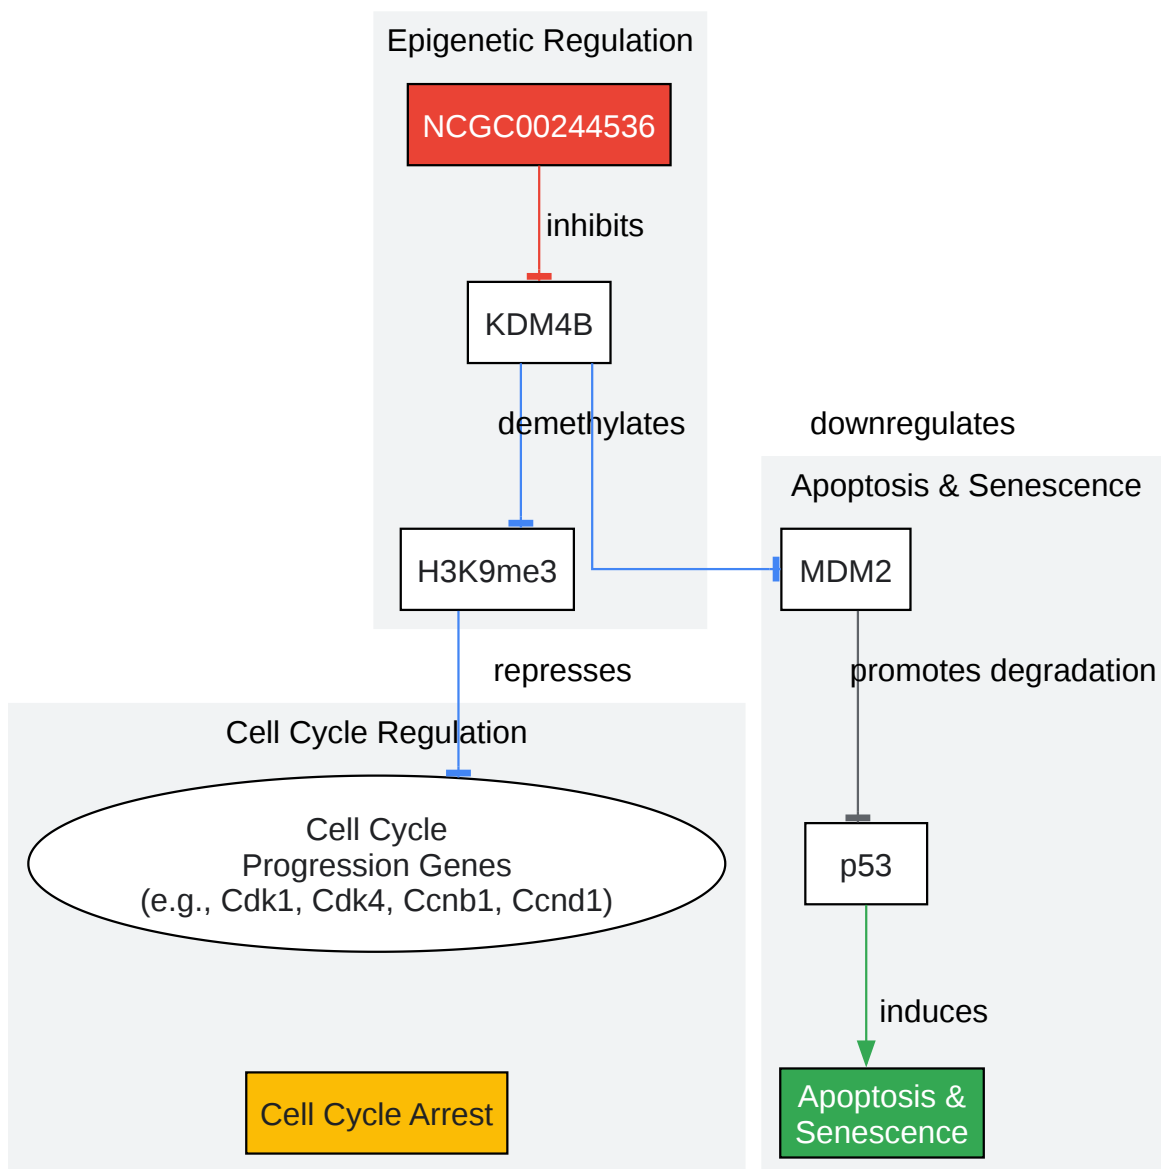 Epigenetic Regulation
NCGC00244536
inhibits
KDM4B
demethylates
downregulates
Apoptosis & Senescence
H3K9me3
MDM2
represses
promotes degradation
Cell Cycle Regulation
Cell Cycle
Progression Genes
(e.g., Cdk1, Cdk4, Ccnb1, Ccnd1)
p53
induces
Cell Cycle Arrest
Apoptosis &
Senescence